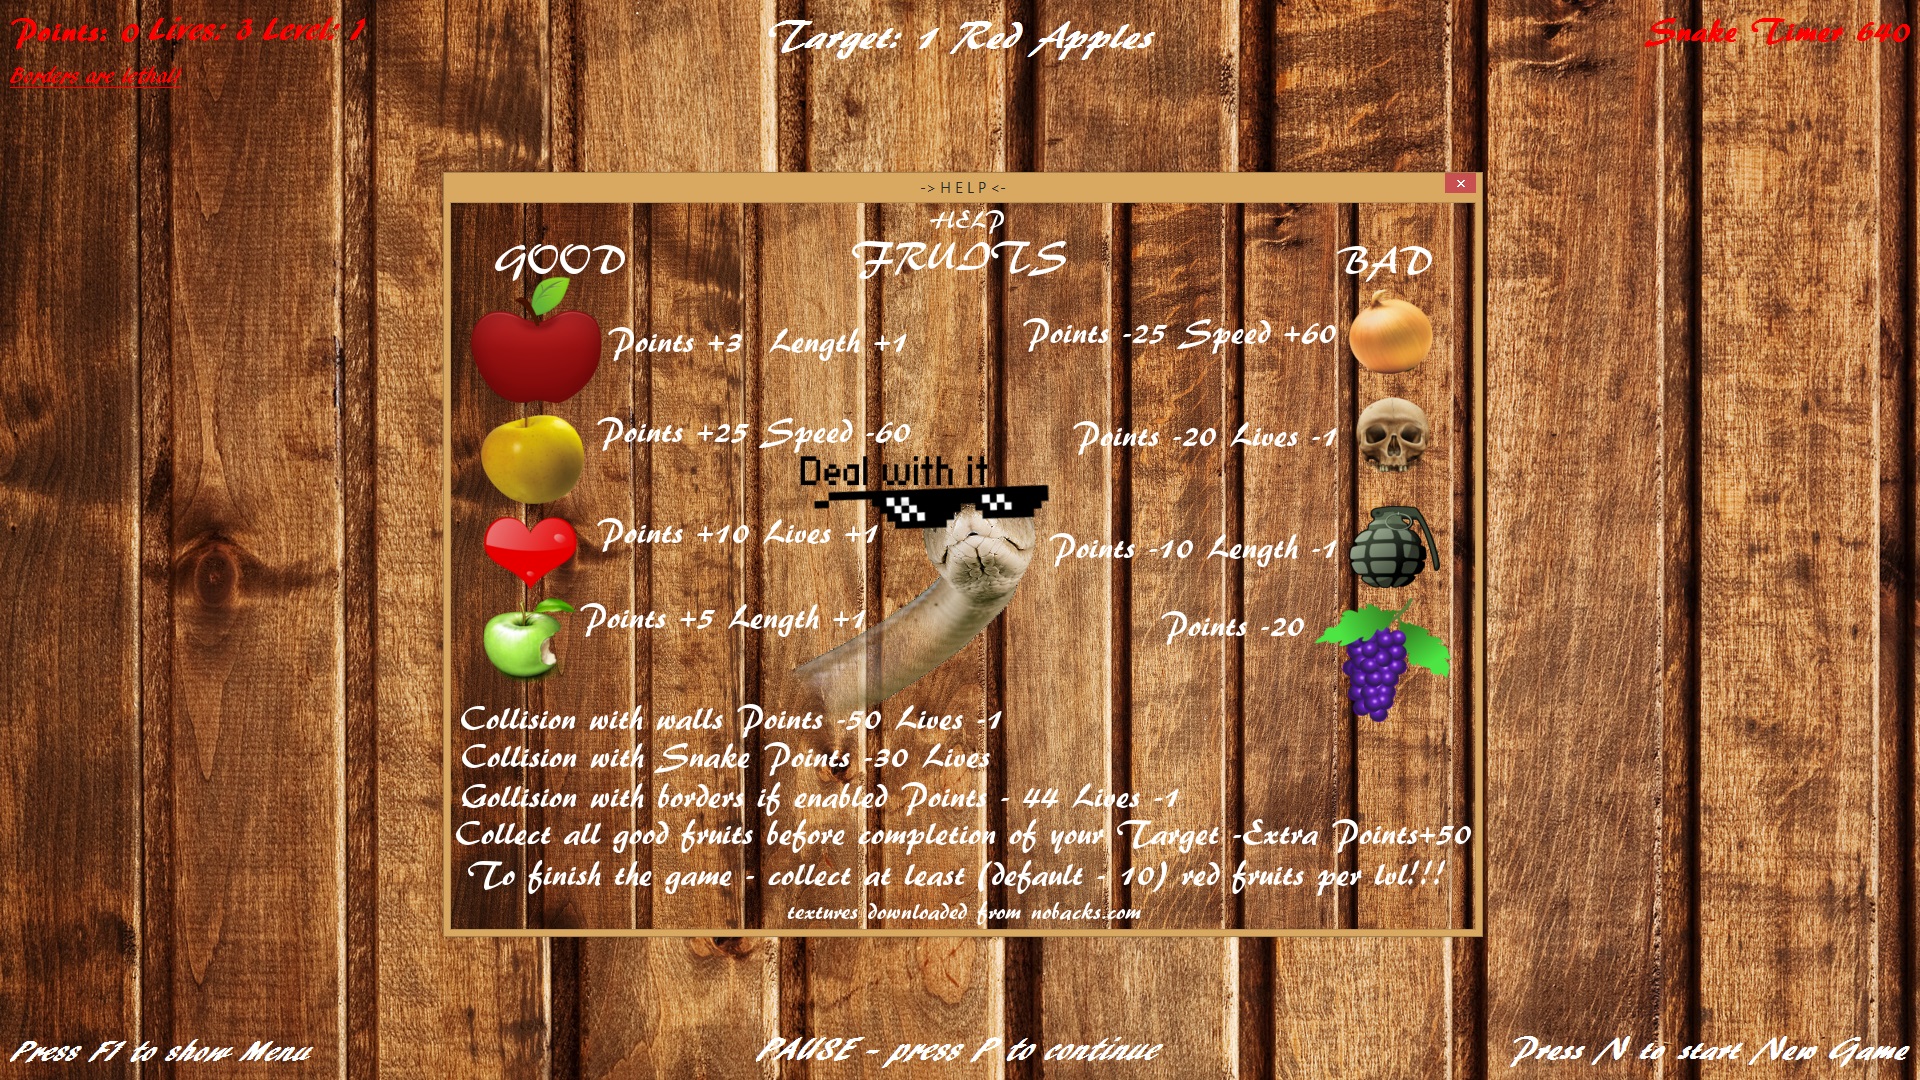 Points: 0 Lives: 3 Level: 1
Target: 1 Red Apples
Snake Timer 640
Borders are lethal!
-> H E L P <-
HELP
GOOD
FRUITS
BAD
Points +3 Length +1
Points -25 Speed +60
Points +25 Speed -60
Points -20 Lives -1
Deal with it
Points +10 Lives +1
Points -10 Length -1
Points +5 Length +1
Points -20
Collision with walls Points -50 Lives -1
Collision with Snake Points -30 Lives
Gollision with borders if enabled Points - 44 Lives -1
Collect all good fruits before completion of your Target -Extra Points+50
To finish the game - collect at least (default - 10) red fruits per lvl!!!
textures downloaded from nobacks.com
Press F1 to show Menu
PAUSE - press P to continue
Press N to start New Game